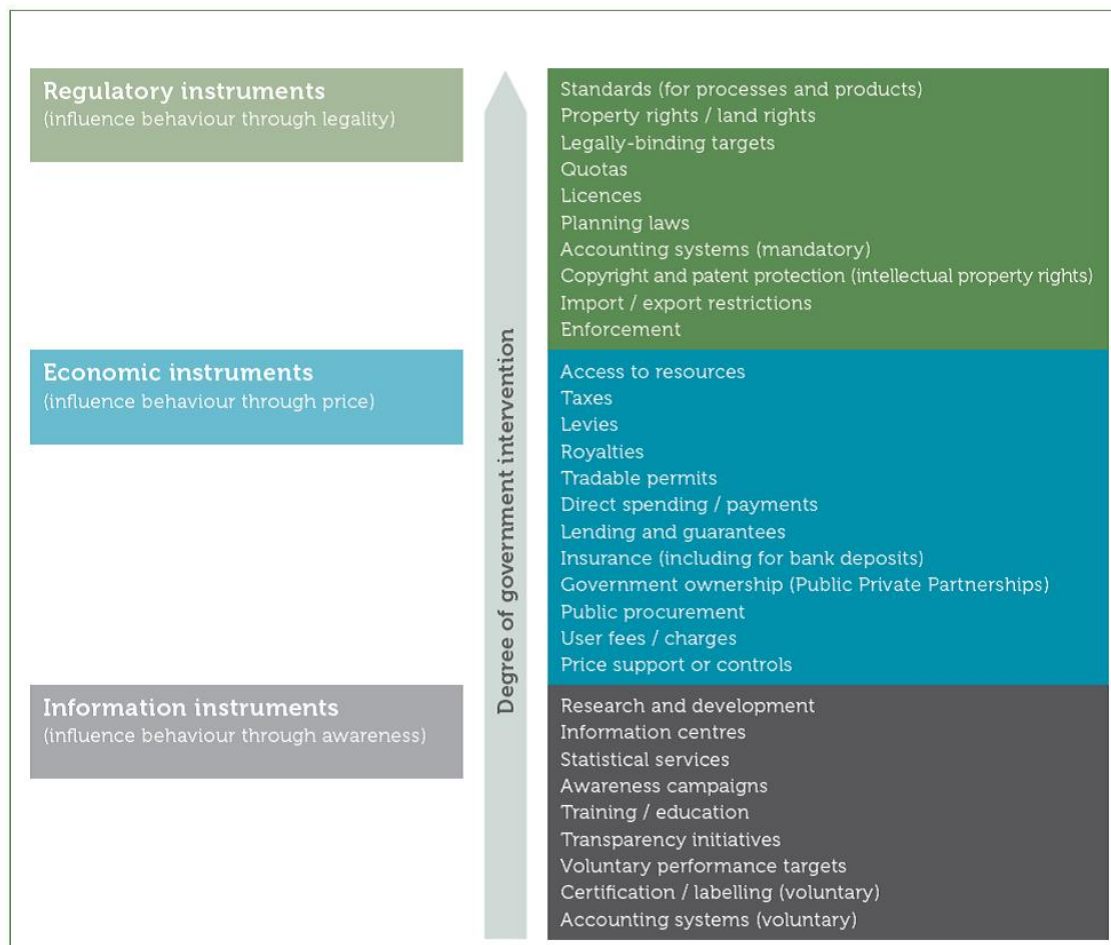 Regulatory instruments
(influence behaviour through legality)
Standards (for processes and products)
Property rights / land rights
Legally-binding targets
Quotas
Licences
Planning laws
Accounting systems (mandatory)
Copyright and patent protection (intellectual property rights)
Import / export restrictions
Enforcement
Degree of government intervention
Economic instruments
(influence behaviour through price)
Access to resources
Taxes
Levies
Royalties
Tradable permits
Direct spending / payments
Lending and guarantees
Insurance (including for bank deposits)
Government ownership (Public Private Partnerships)
Public procurement
User fees / charges
Price support or controls
Information instruments
(influence behaviour through awareness)
Research and development
Information centres
Statistical services
Awareness campaigns
Training / education
Transparency initiatives
Voluntary performance targets
Certification / labelling (voluntary)
Accounting systems (voluntary)